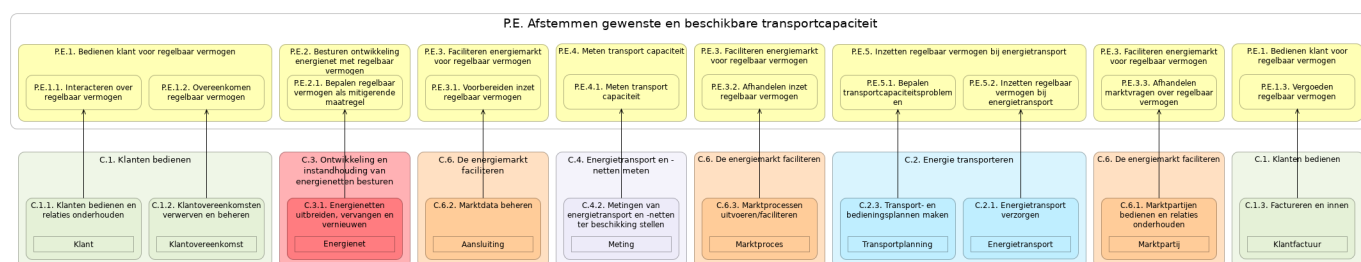 P.E. Afstemmen gewenste en beschikbare transportcapaciteit
P.E.1. Bedienen klant voor regelbaar vermogen
P.E.1.1. Interacteren over
regelbaar vermogen
P.E.1.2. Overeenkomen
regelbaar vermogen
P.E.2. Besturen ontwikkeling
energienet met regelbaar
vermogen
P.E.2.1. Bepalen regelbaar
vermogen als mitigerende
maatregel
P.E.3. Faciliteren energiemarkt
voor regelbaar vermogen
P.E.3.1. Voorbereiden inzet
regelbaar vermogen
P.E.4. Meten transport capaciteit
P.E.4.1. Meten transport
capaciteit
P.E.3. Faciliteren energiemarkt
voor regelbaar vermogen
P.E.3.2. Afhandelen inzet
regelbaar vermogen
P.E.5. Inzetten regelbaar vermogen bij energietransport
P.E.5.1. Bepalen
transportcapaciteitsproblem
en
P.E.5.2. Inzetten regelbaar
vermogen bij
energietransport
P.E.3. Faciliteren energiemarkt
voor regelbaar vermogen
P.E.3.3. Afhandelen
marktvragen over regelbaar
vermogen
P.E.1. Bedienen klant voor
regelbaar vermogen
P.E.1.3. Vergoeden
regelbaar vermogen
C.1. Klanten bedienen
C.1.1. Klanten bedienen en
relaties onderhouden
Klant
C.1.2. Klantovereenkomsten
verwerven en beheren
Klantovereenkomst
C.3. Ontwikkeling en
instandhouding van
energienetten besturen
C.3.1. Energienetten
uitbreiden, vervangen en
vernieuwen
Energienet
C.6. De energiemarkt
faciliteren
C.6.2. Marktdata beheren
Aansluiting
C.4. Energietransport en -
netten meten
C.4.2. Metingen van
energietransport en -netten
ter beschikking stellen
Meting
C.6. De energiemarkt faciliteren
C.6.3. Marktprocessen
uitvoeren/faciliteren
Marktproces
C.2. Energie transporteren
C.2.3. Transport- en
bedieningsplannen maken
Transportplanning
C.2.1. Energietransport
verzorgen
Energietransport
C.6. De energiemarkt faciliteren
C.6.1. Marktpartijen
bedienen en relaties
onderhouden
Marktpartij
C.1. Klanten bedienen
C.1.3. Factureren en innen
Klantfactuur